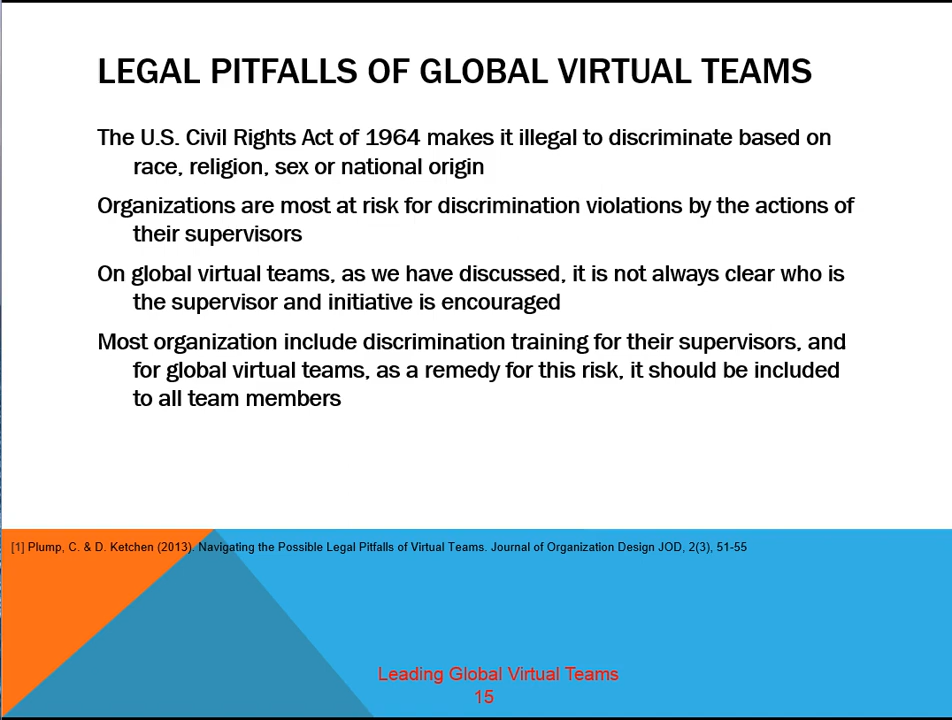 LEGAL PITFALLS OF GLOBAL VIRTUAL TEAMS
The U.S. Civil Rights Act of 1964 makes it illegal to discriminate based on
race, religion, sex or national origin
Organizations are most at risk for discrimination violations by the actions of
their supervisors
On global virtual teams, as we have discussed, it is not always clear who is
the supervisor and initiative is encouraged
Most organization include discrimination training for their supervisors, and
for global virtual teams, as a remedy for this risk, it should be included
to all team members
[1] Plump, C. & D. Ketchen (2013). Navigating the Possible Legal Pitfalls of Virtual Teams. Journal of Organization Design JOD, 2(3), 51-55
Leading Global Virtual Teams
15